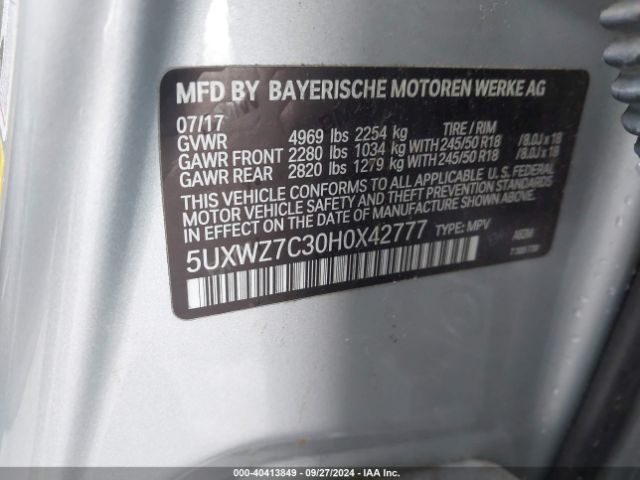 MFD BY BAYERISCHE MOTOREN WERKE AG
07/17 TIRE / RIM
GVWR 4969 lbs 2254 kg
GAWR FRONT 2280 lbs 1034 kg WITH 245/50 R18 /8.0J x 18
GAWR REAR 2820 lbs 1279 kg WITH 245/50 R18 /8.0J x 18
THIS VEHICLE CONFORMS TO ALL APPLICABLE U.S. FEDERAL
MOTOR VEHICLE SAFETY AND THEFT PREVENTION STANDARDS
IN EFFECT ON THE DATE OF MANUFACTURE SHOWN ABOVE.
5UXWZ7C30H0X42777 TYPE: MPV
000-40413849 - 09/27/2024 - IAA Inc.